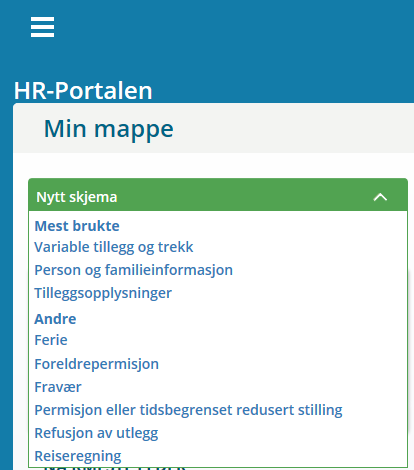 HR-Portalen
Min mappe
Nytt skjema
Mest brukte
Variable tillegg og trekk
Person og familieinformasjon
Tilleggsopplysninger
Andre
Ferie
Foreldrepermisjon
Fravær
Permisjon eller tidsbegrenset redusert stilling
Refusjon av utlegg
Reiseregning